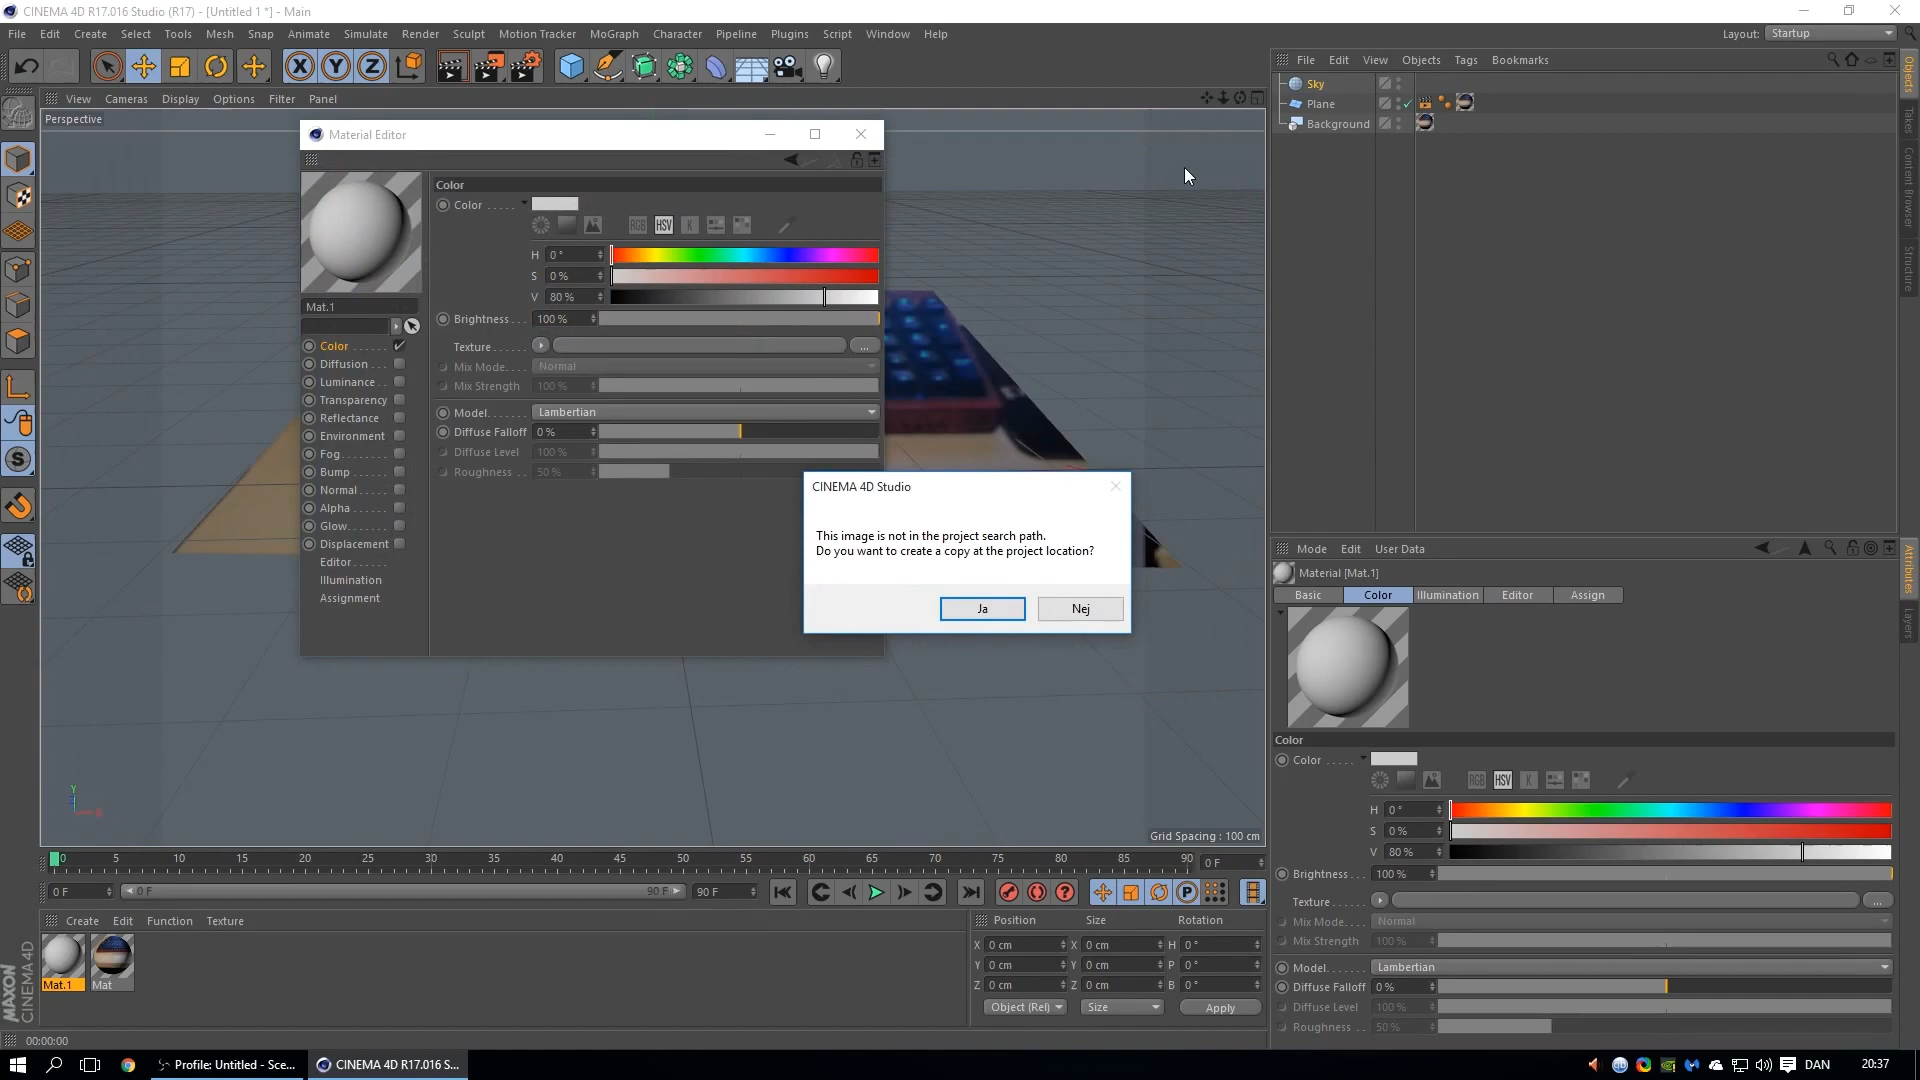 CINEMA 4D R17.016 Studio (R17) - [Untitled 1 *] - Main
File Edit Create Select Tools Mesh Snap Animate Simulate Render Sculpt Motion Tracker MoGraph Character Pipeline Plugins Script Window Help
Layout: Startup
View Cameras Display Options Filter Panel
Perspective
File Edit View Objects Tags Bookmarks
Sky
Plane
Background
Objects
Takes
Content Browser
Structure
Material Editor
Mat.1
Color
Diffusion
Luminance
Transparency
Reflectance
Environment
Fog
Bump
Normal
Alpha
Glow
Displacement
Editor
Illumination
Assignment
Color
Color
RGB HSV K
H 0 °
S 0 %
V 80 %
Brightness 100 %
Texture ...
Mix Mode Normal
Mix Strength 100 %
Model Lambertian
Diffuse Falloff 0 %
Diffuse Level 100 %
Roughness 50 %
CINEMA 4D Studio
This image is not in the project search path.
Do you want to create a copy at the project location?
Ja Nej
Y
X
Grid Spacing : 100 cm
Mode Edit User Data
Attributes
Layers
Material [Mat.1]
Basic Color Illumination Editor Assign
Color
Color
RGB HSV K
H 0 °
S 0 %
V 80 %
Brightness 100 %
Texture ...
Mix Mode Normal
Mix Strength 100 %
Model Lambertian
Diffuse Falloff 0 %
Diffuse Level 100 %
Roughness 50 %
0 5 10 15 20 25 30 35 40 45 50 55 60 65 70 75 80 85 90 0 F
0 F 0 F 90 F 90 F
Create Edit Function Texture
Mat.1 Mat
MAXON
CINEMA 4D
Position Size Rotation
X 0 cm X 0 cm H 0 °
Y 0 cm Y 0 cm P 0 °
Z 0 cm Z 0 cm B 0 °
Object (Rel) Size Apply
00:00:00
Profile: Untitled - Sce... CINEMA 4D R17.016 S... DAN 20:37